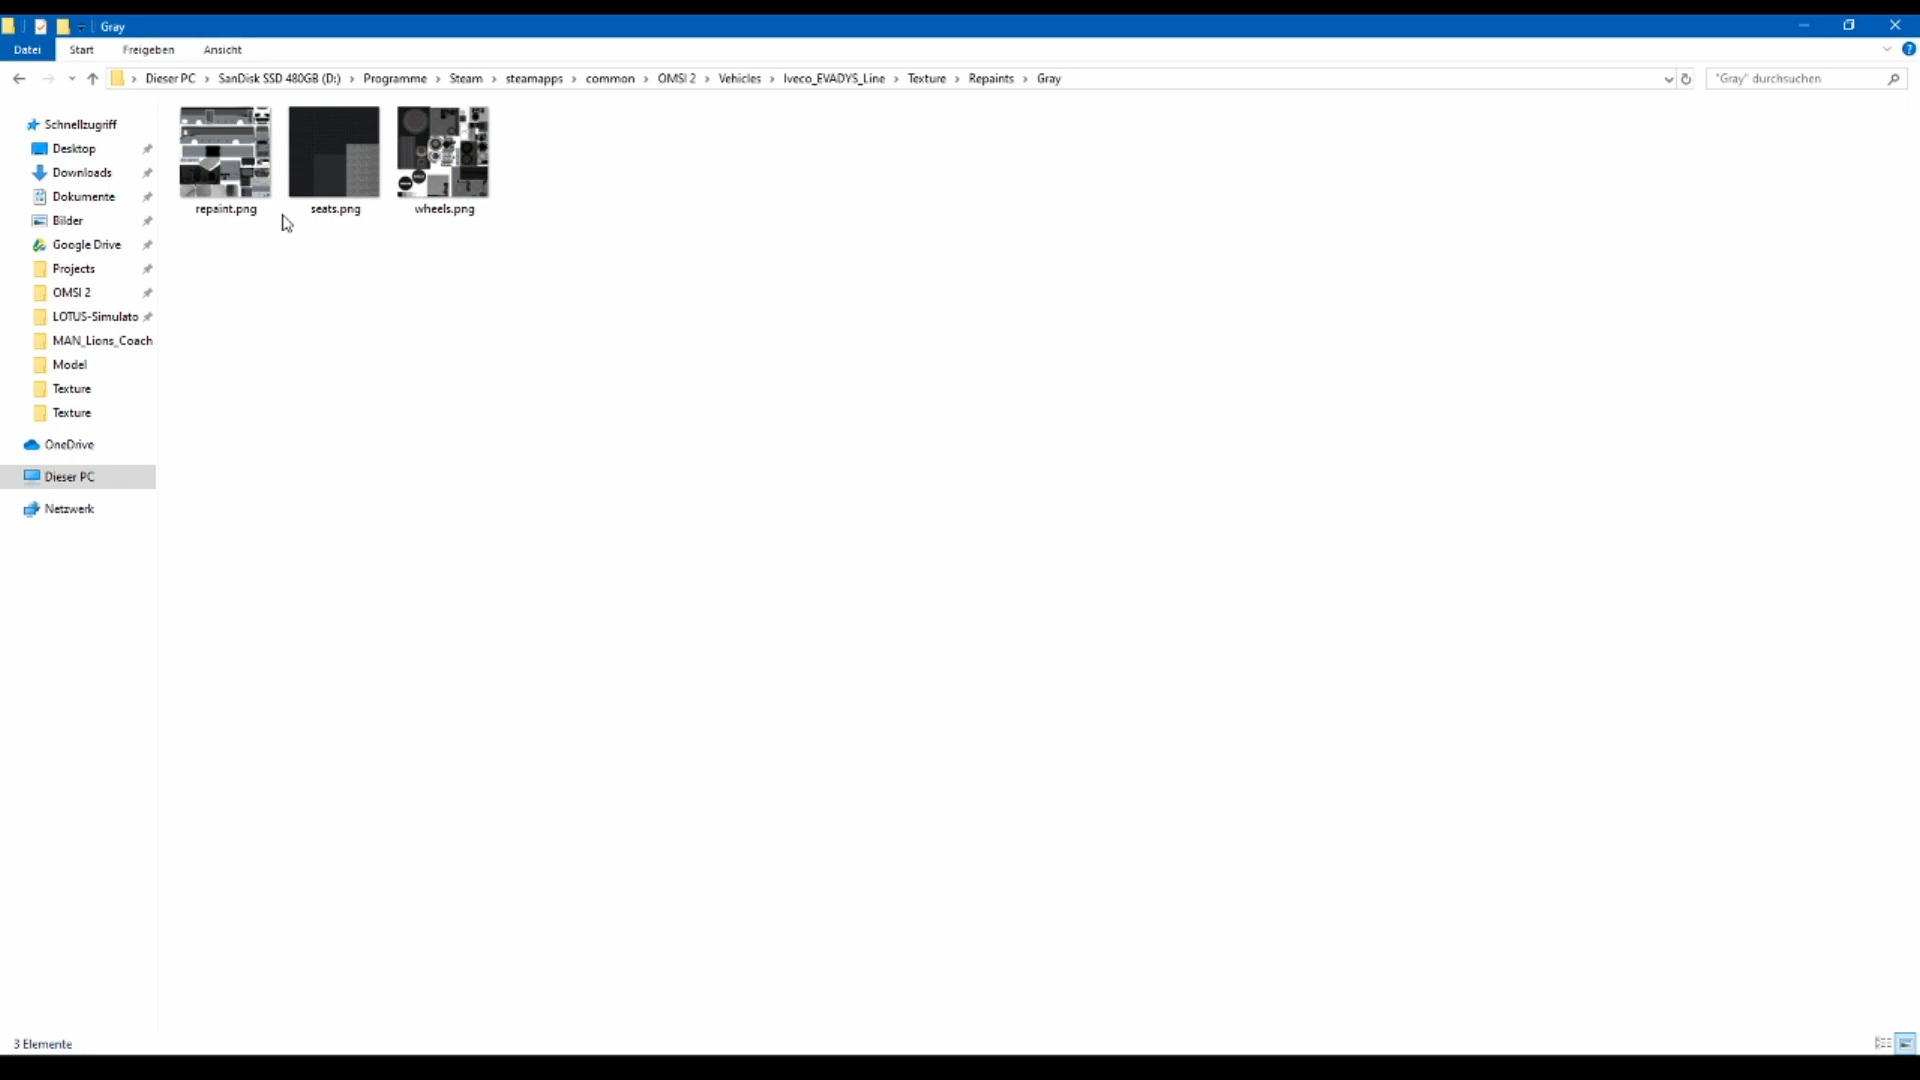 Gray
Datei Start Freigeben Ansicht
Dieser PC SanDisk SSD 480GB (D:) Programme Steam steamapps common OMSI 2 Vehicles Iveco_EVADYS_Line Texture Repaints Gray "Gray" durchsuchen
Schnellzugriff
Desktop
Downloads
Dokumente
Bilder
Google Drive
Projects
OMSI 2
LOTUS-Simulato
MAN_Lions_Coach
Model
Texture
Texture
OneDrive
Dieser PC
Netzwerk
repaint.png seats.png wheels.png
3 Elemente